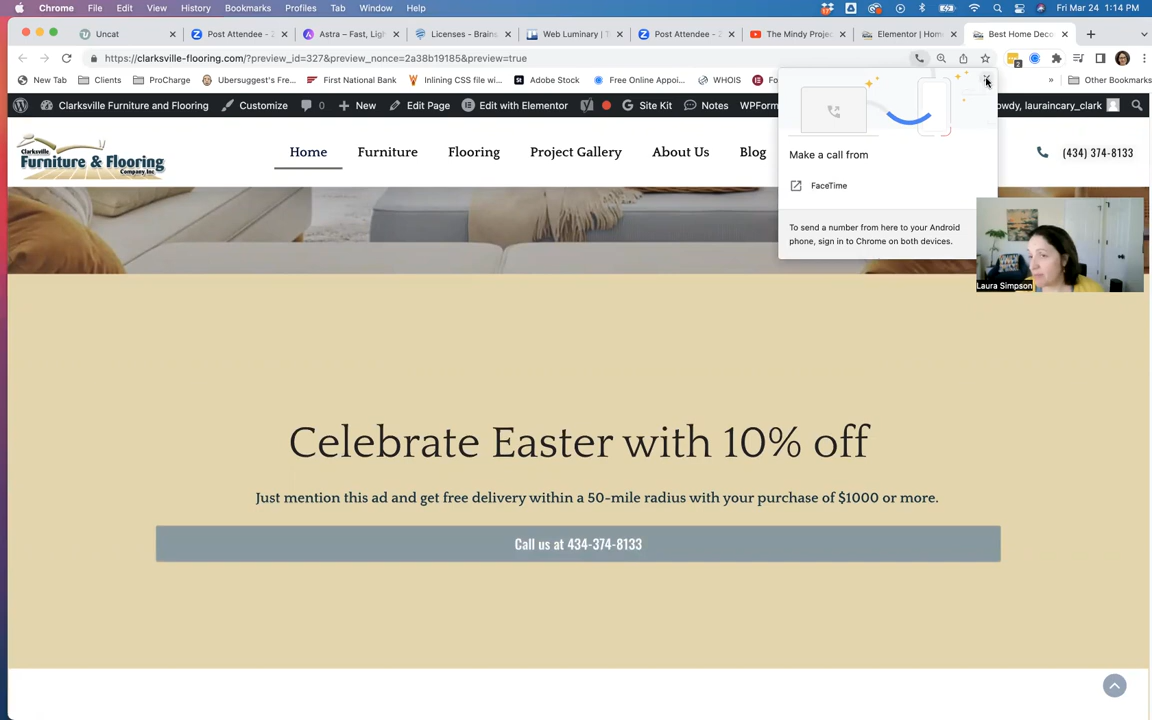 Chrome File Edit View History Bookmarks Profiles Tab Window Help Fri Mar 24 1:14 PM
Uncat Post Attendee - Z Astra – Fast, Ligh Licenses - Brains Web Luminary | T Post Attendee - Z The Mindy Projec Elementor | Hom Best Home Deco
https://clarksville-flooring.com/?preview_id=327&preview_nonce=2a38b19185&preview=true
New Tab Clients ProCharge Ubersuggest's Fre... First National Bank Inlining CSS file wi... Adobe Stock Free Online Appoi... WHOIS Fo » Other Bookmarks
Clarksville Furniture and Flooring Customize 0 New Edit Page Edit with Elementor Site Kit Notes WPForm owdy, lauraincary_clark
Make a call from
FaceTime
To send a number from here to your Android
phone, sign in to Chrome on both devices.
Clarksville
Furniture & Flooring
Company, Inc
Home Furniture Flooring Project Gallery About Us Blog (434) 374-8133
Laura Simpson
Celebrate Easter with 10% off
Just mention this ad and get free delivery within a 50-mile radius with your purchase of $1000 or more.
Call us at 434-374-8133